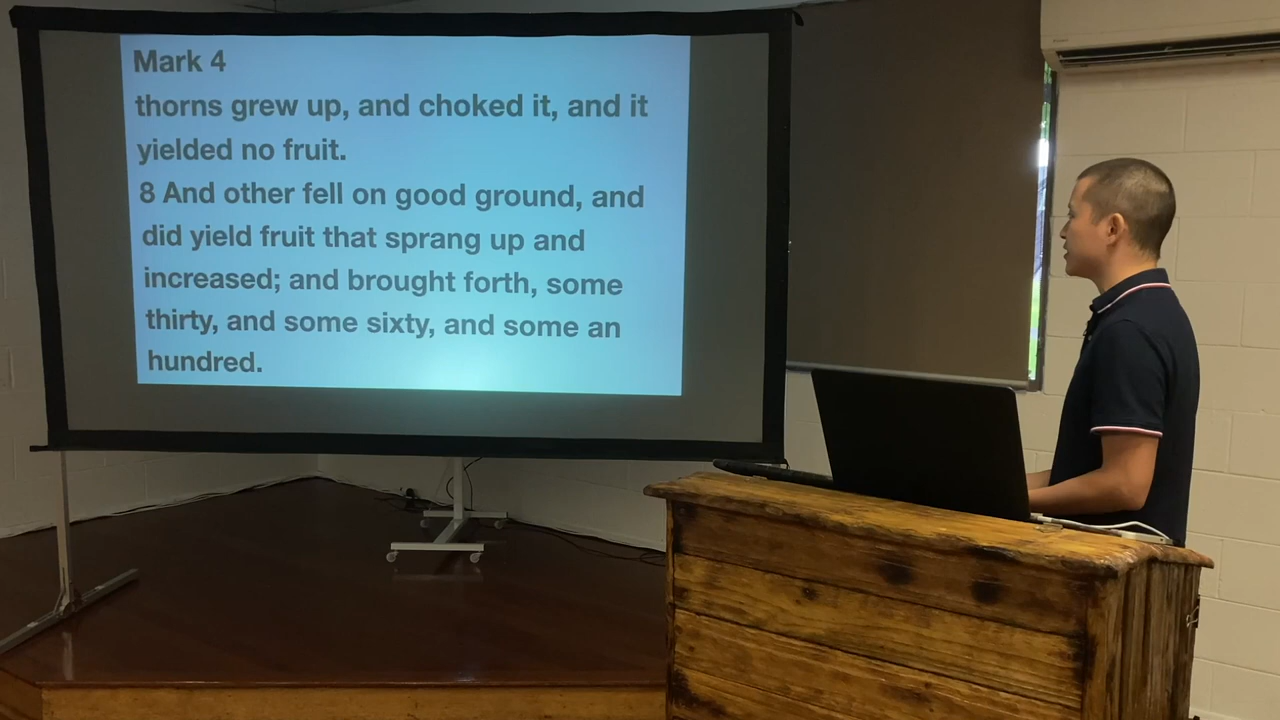 Mark 4
thorns grew up, and choked it, and it
yielded no fruit.
8 And other fell on good ground, and
did yield fruit that sprang up and
increased; and brought forth, some
thirty, and some sixty, and some an
hundred.